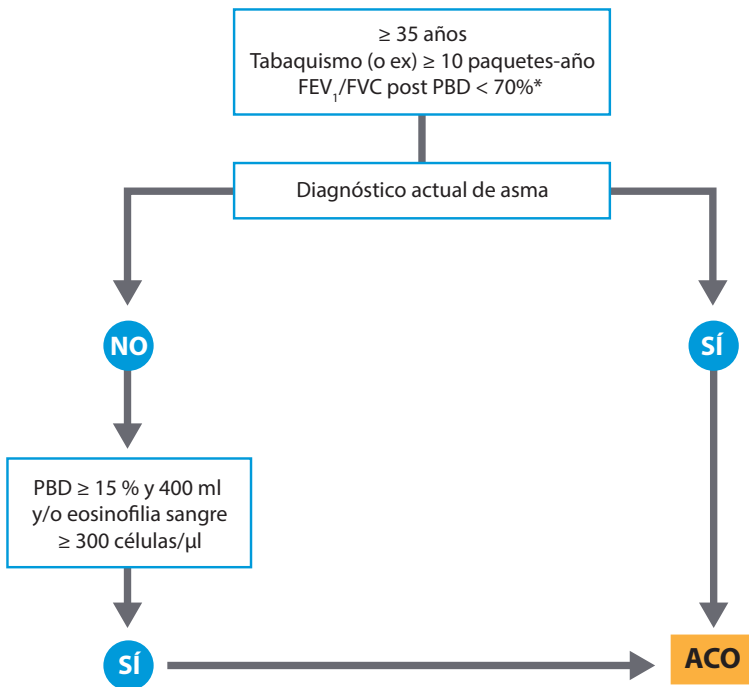 ≥ 35 años
Tabaquismo (o ex) ≥ 10 paquetes-año
FEV₁/FVC post PBD < 70%*
Diagnóstico actual de asma
NO
SÍ
PBD ≥ 15 % y 400 ml
y/o eosinofilia sangre
≥ 300 células/µl
SÍ
ACO